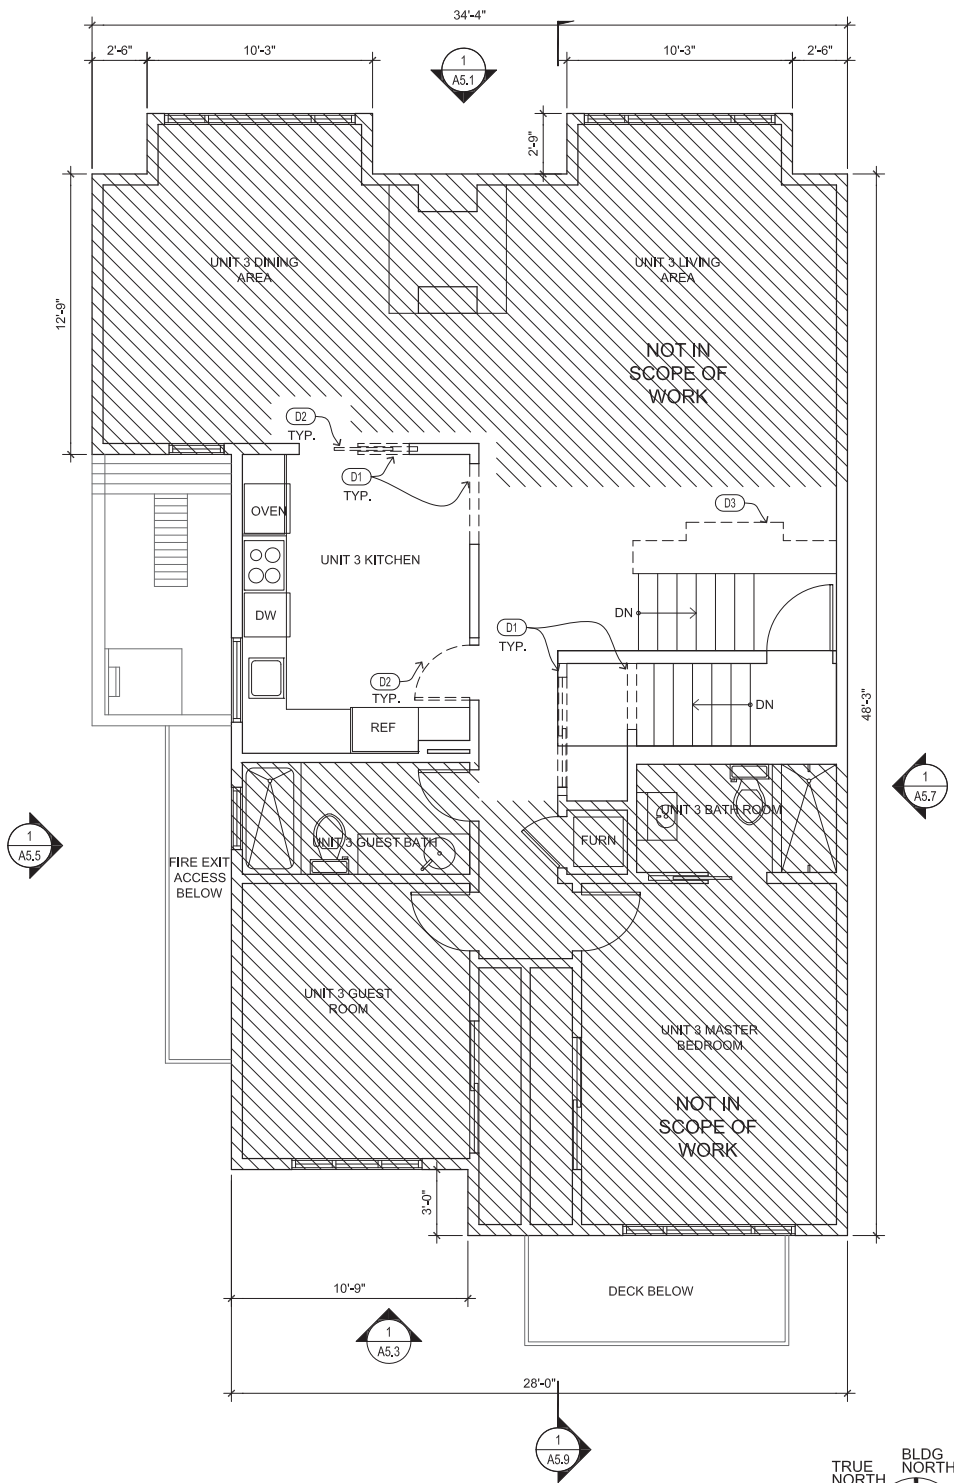 34'-4"
2'-6"
10'-3"
1
A5.1
10'-3"
2'-6"
2'-9"
12'-9"
UNIT 3 DINING
AREA
UNIT 3 LIVING
AREA
NOT IN
SCOPE OF
WORK
D2
TYP.
D1
TYP.
OVEN
D3
UNIT 3 KITCHEN
DW
DN
D1
TYP.
D2
TYP.
REF
DN
48'-3"
1
A5.7
UNIT 3 BATH ROOM
1
A5.5
UNIT 3 GUEST BATH
FURN
FIRE EXIT
ACCESS
BELOW
UNIT 3 GUEST
ROOM
UNIT 3 MASTER
BEDROOM
NOT IN
SCOPE OF
WORK
3'-0"
10'-9"
DECK BELOW
1
A5.3
28'-0"
1
A5.9
TRUE
NORTH
BLDG
NORTH